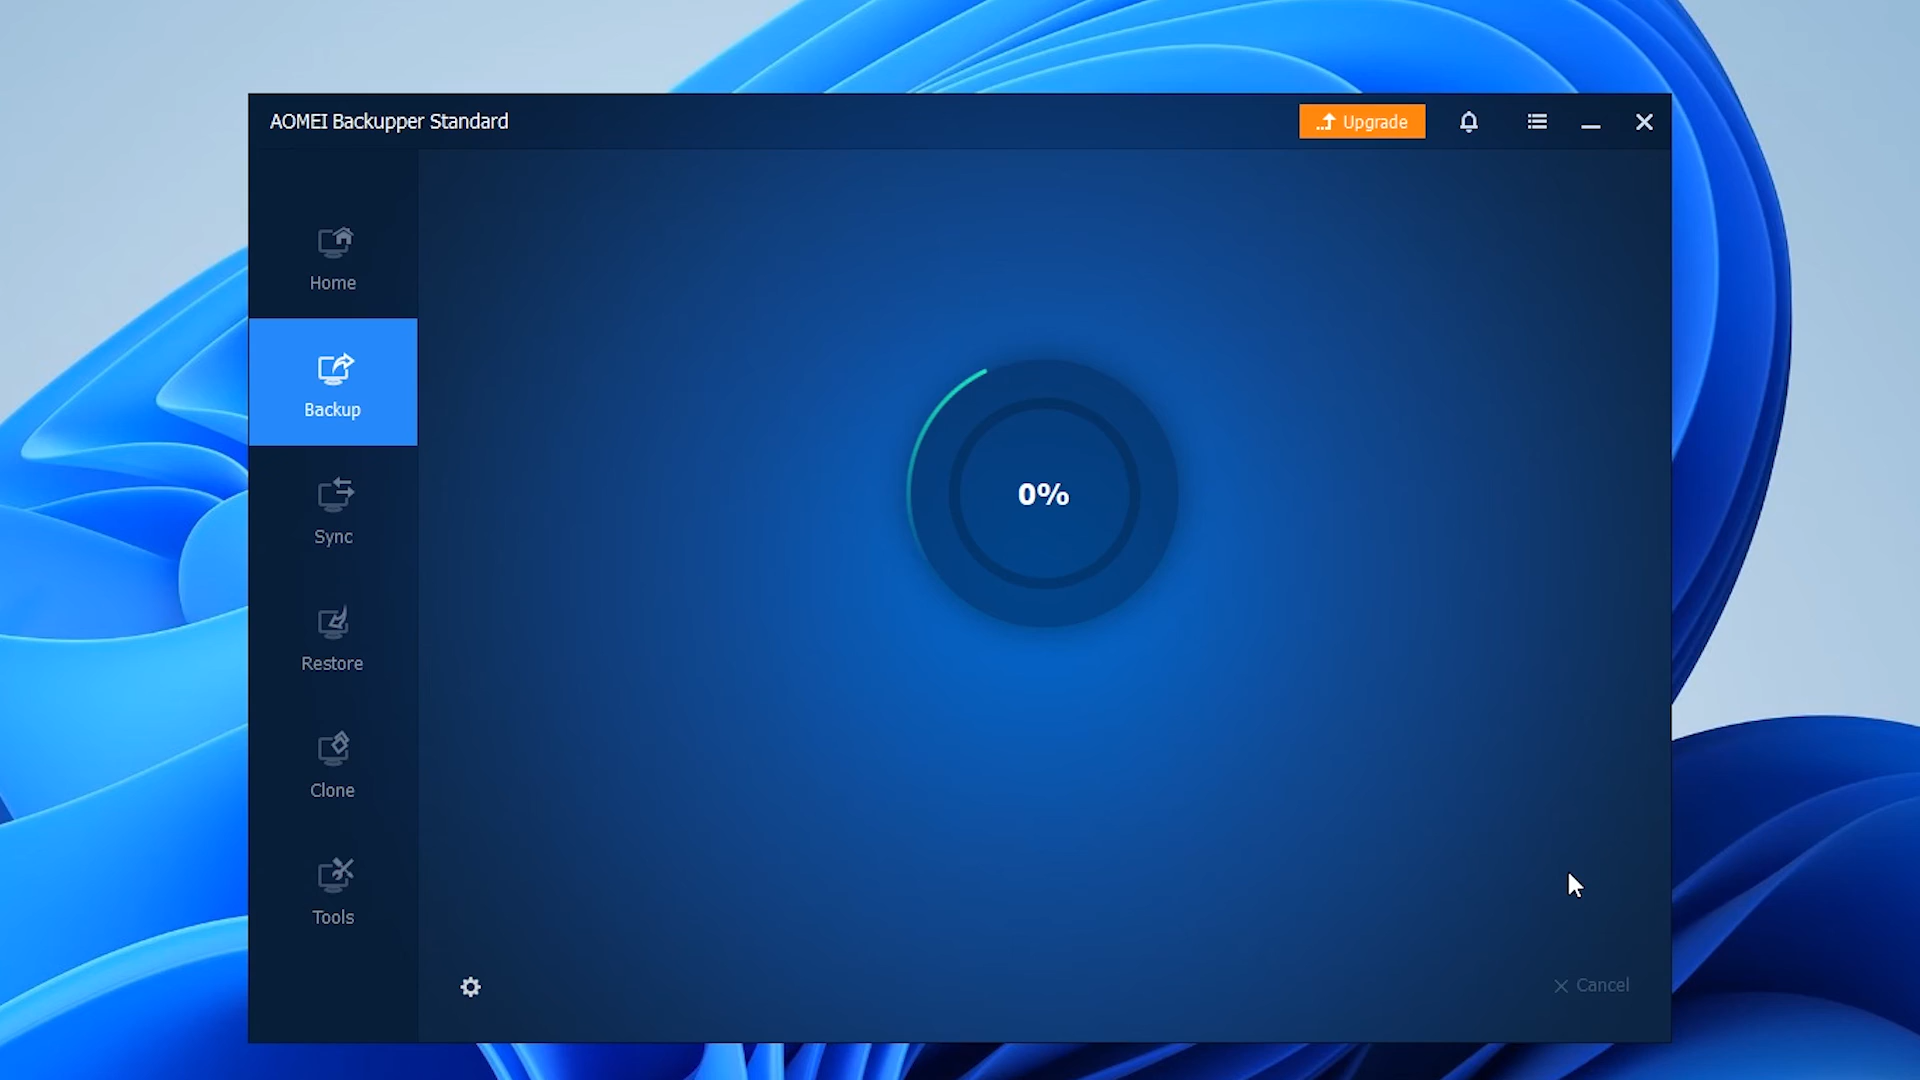 AOMEI Backupper Standard
Upgrade
Home
Backup
Sync
Restore
Clone
Tools
0%
Cancel